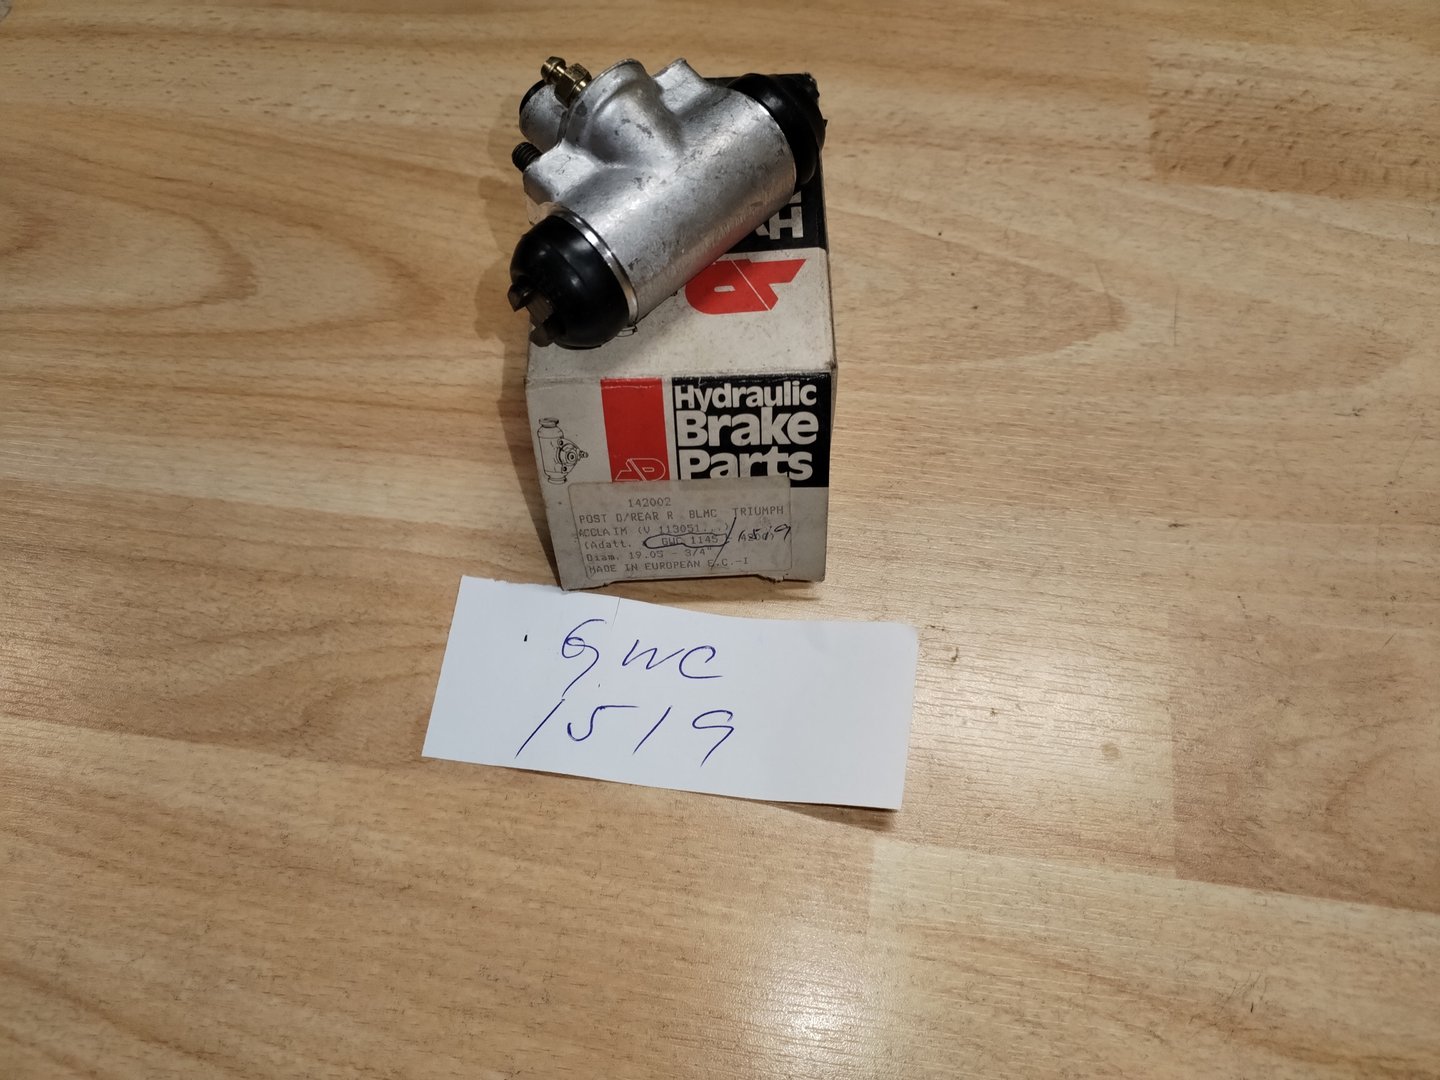 Hydraulic
Brake
Parts
142002
POST D/REAR R BLMC TRIUMPH
ACCLAIM (V 113051...)
(Adatt. GWC 1145 /1519
Diam. 19.05 - 3/4"
MADE IN EUROPEAN E.C.-I
GWC
1519